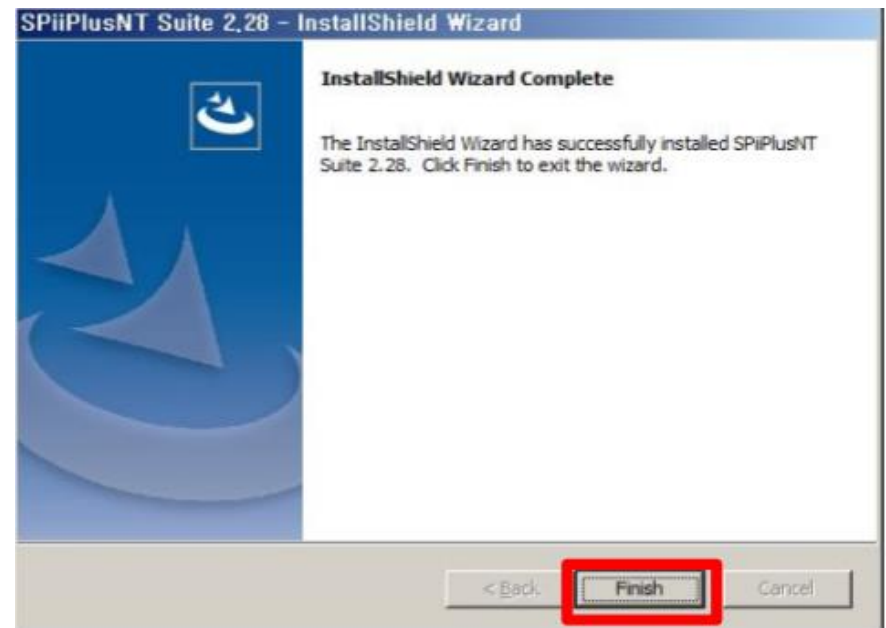 SPiiPlusNT Suite 2.28 - InstallShield Wizard
InstallShield Wizard Complete
The InstallShield Wizard has successfully installed SPiiPlusNT
Suite 2.28. Click Finish to exit the wizard.
< Back
Finish
Cancel